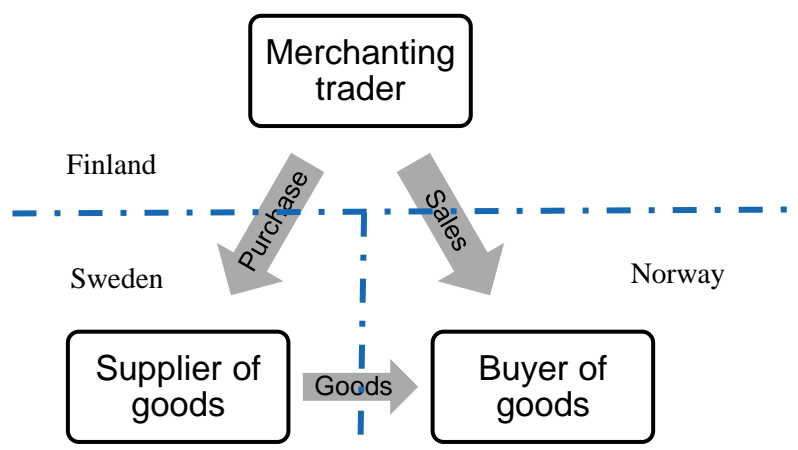 Merchanting
trader
Finland
Purchase
Sales
Sweden
Norway
Supplier of
goods
Goods
Buyer of
goods